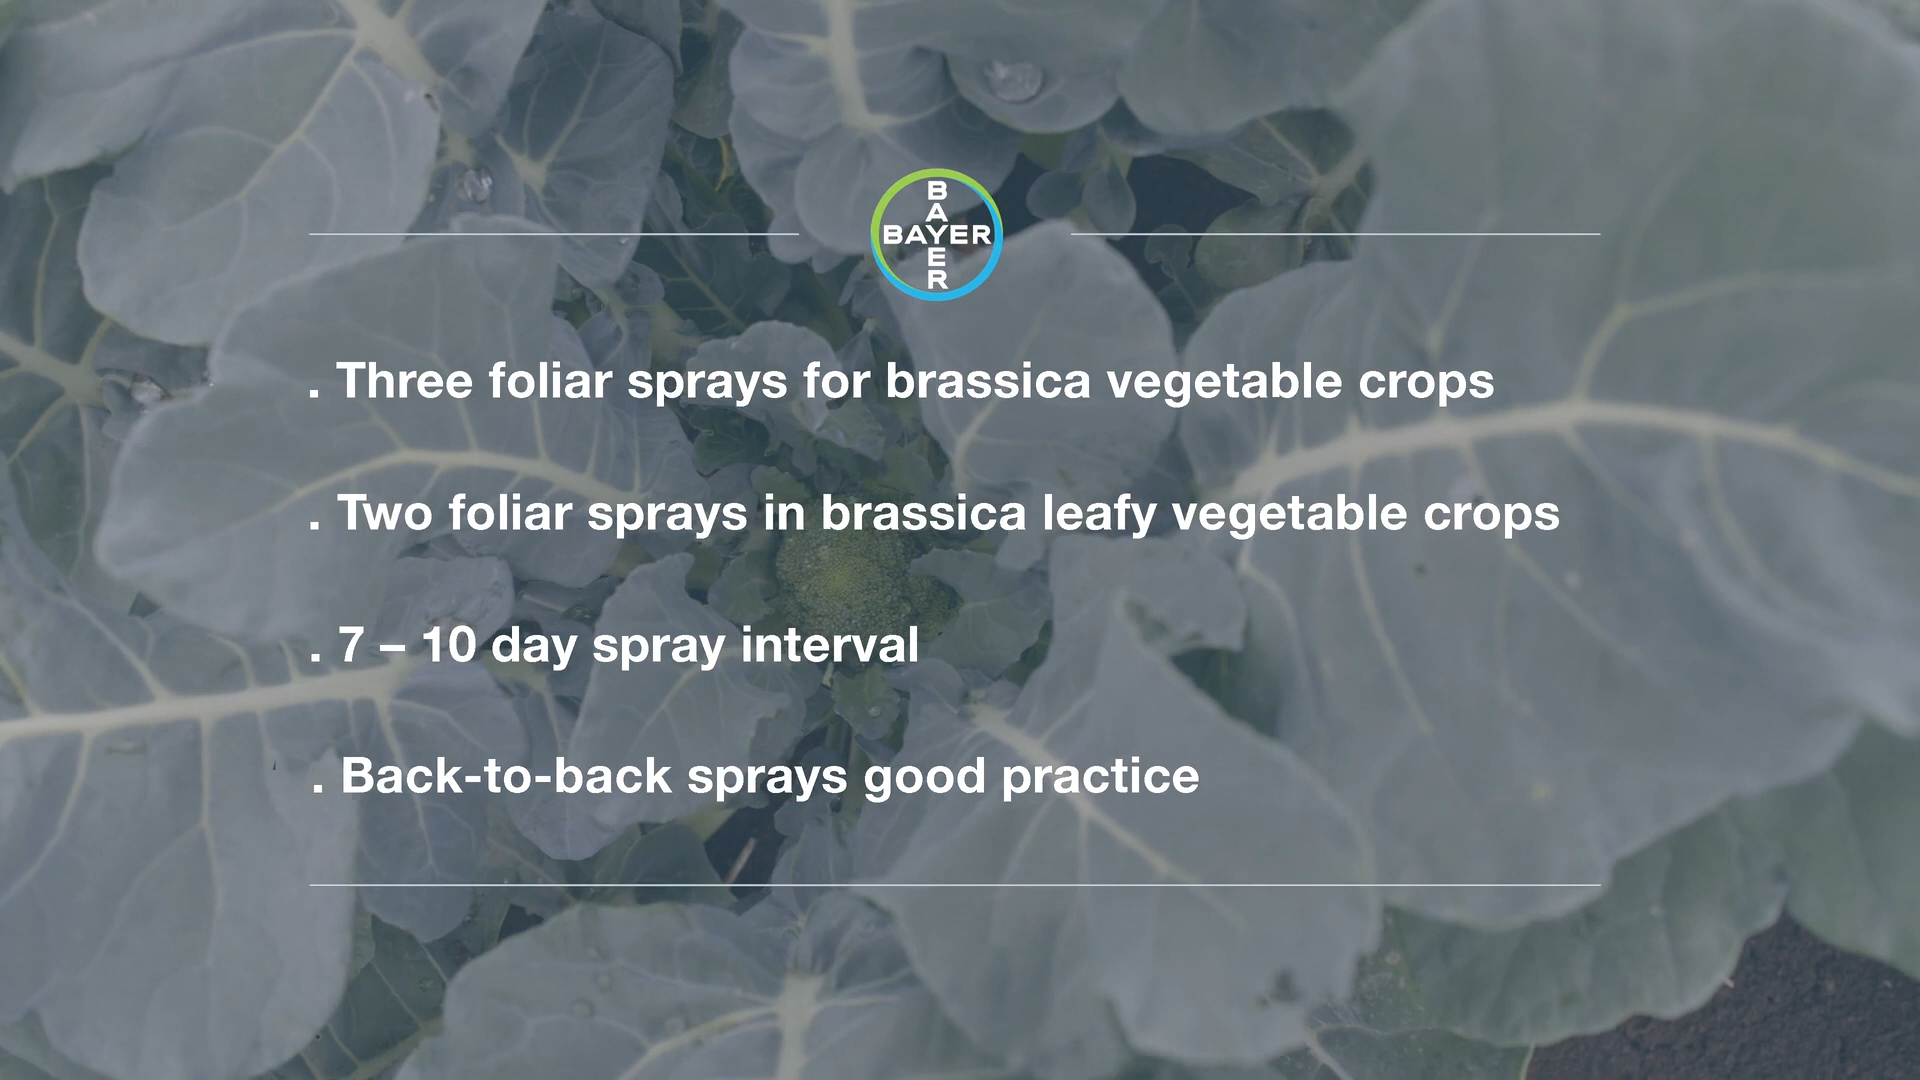 BAYER
BAYER
. Three foliar sprays for brassica vegetable crops
. Two foliar sprays in brassica leafy vegetable crops
. 7 – 10 day spray interval
. Back-to-back sprays good practice